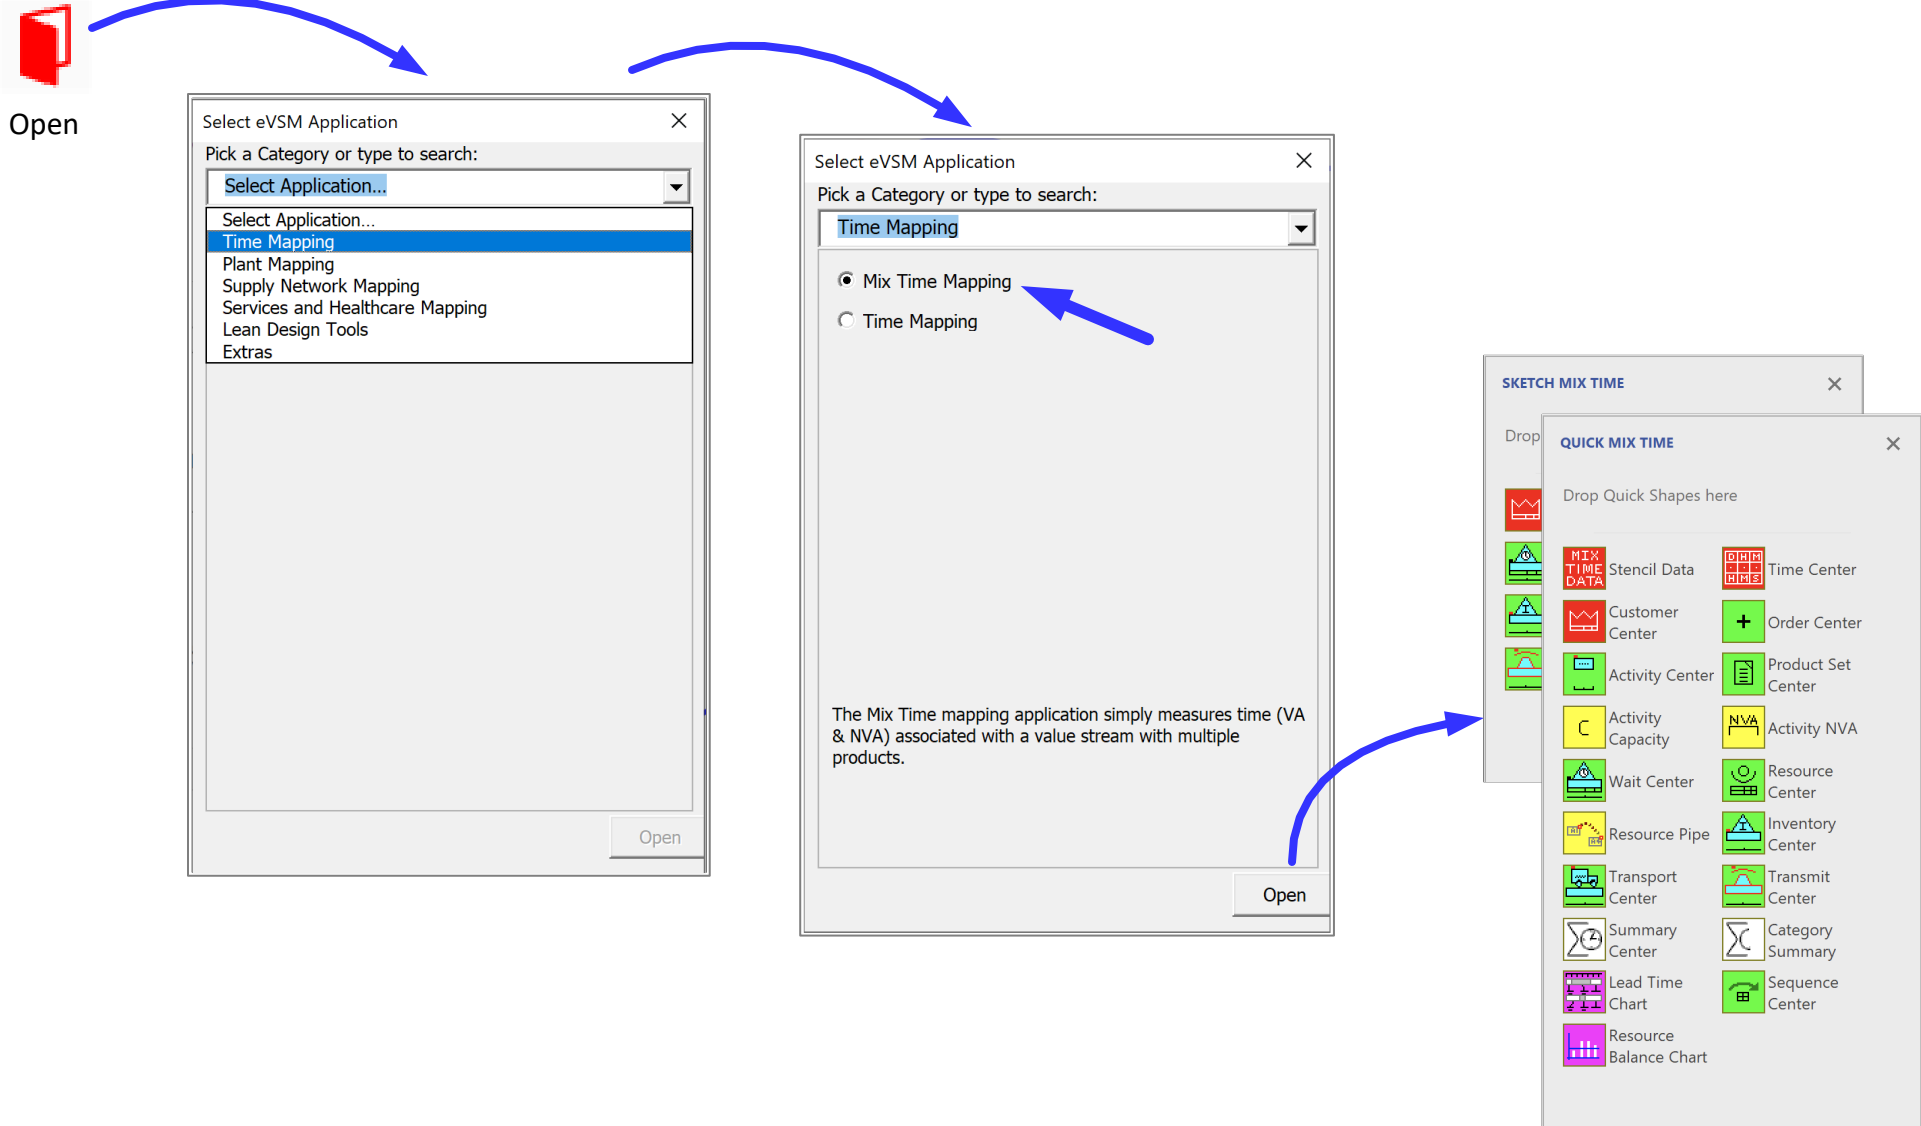 Open
Select eVSM Application
Pick a Category or type to search:
Select Application...
Select Application...
Time Mapping
Plant Mapping
Supply Network Mapping
Services and Healthcare Mapping
Lean Design Tools
Extras
Open
Select eVSM Application
Pick a Category or type to search:
Time Mapping
Mix Time Mapping
Time Mapping
The Mix Time mapping application simply measures time (VA
& NVA) associated with a value stream with multiple
products.
Open
SKETCH MIX TIME
Drop
QUICK MIX TIME
Drop Quick Shapes here
MIX
TIME
DATA
Stencil Data
D H M
H M S
Time Center
Customer
Center
Order Center
Activity Center
Product Set
Center
C
Activity
Capacity
NVA
Activity NVA
Wait Center
Resource
Center
Resource Pipe
I
Inventory
Center
Transport
Center
Transmit
Center
Summary
Center
Category
Summary
Lead Time
Chart
Sequence
Center
Resource
Balance Chart